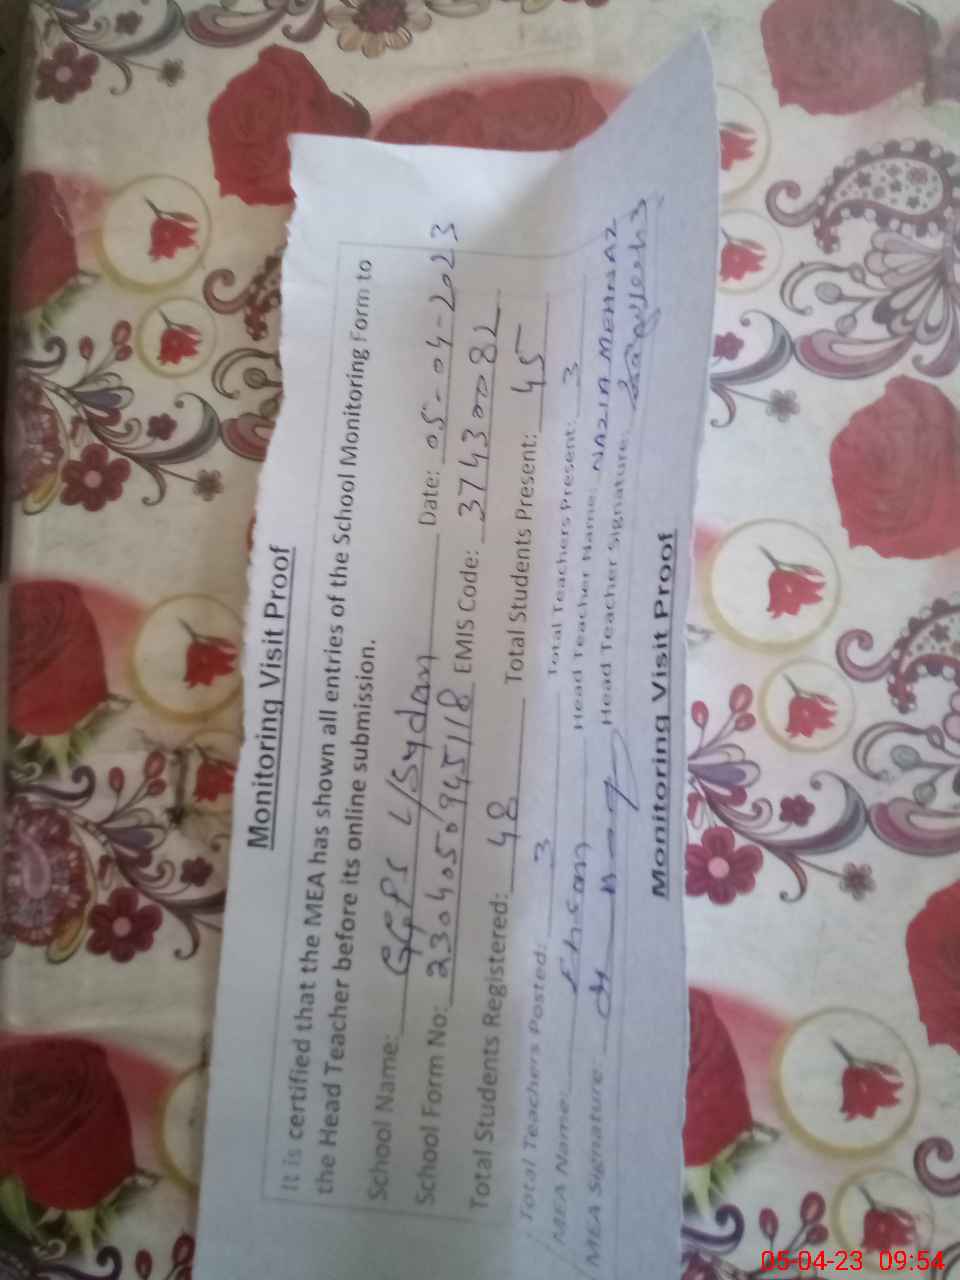 Monitoring Visit Proof
It is certified that the MEA has shown all entries of the School Monitoring Form to
the Head Teacher before its online submission.
School Name: GGPS L/Sydan Date: 05-04-2023
School Form No: 230405094 5118 EMIS Code: 37430082
Total Students Registered: 48 Total Students Present: 45
Total Teachers Posted: 3 Total Teachers Present: 3
MEA Name: Ehsan Head Teacher Name: NAZIA MEHNAZ
MEA Signature: Head Teacher Signature:
Monitoring Visit Proof
05-04-23 09:54